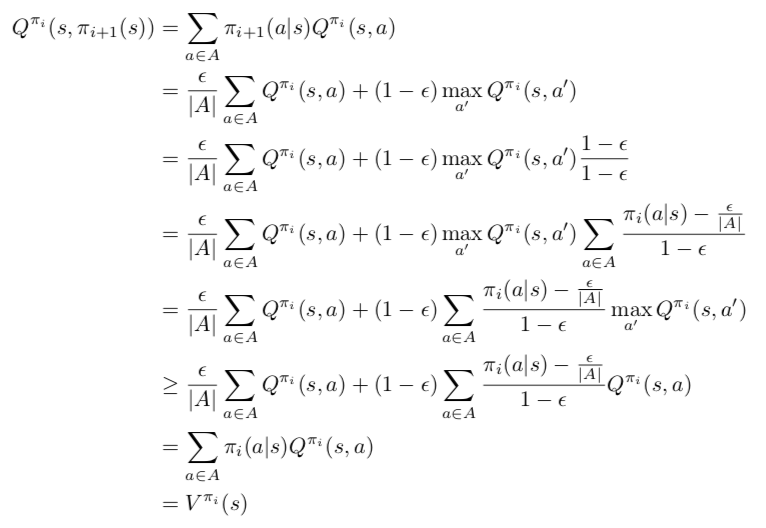 $Q^{\pi_i}(s, \pi_{i+1}(s)) = \sum_{a \in A} \pi_{i+1}(a|s) Q^{\pi_i}(s, a)$
$= \frac{\epsilon}{|A|} \sum_{a \in A} Q^{\pi_i}(s, a) + (1 - \epsilon) \max_{a'} Q^{\pi_i}(s, a')$
$= \frac{\epsilon}{|A|} \sum_{a \in A} Q^{\pi_i}(s, a) + (1 - \epsilon) \max_{a'} Q^{\pi_i}(s, a') \frac{1 - \epsilon}{1 - \epsilon}$
$= \frac{\epsilon}{|A|} \sum_{a \in A} Q^{\pi_i}(s, a) + (1 - \epsilon) \max_{a'} Q^{\pi_i}(s, a') \sum_{a \in A} \frac{\pi_i(a|s) - \frac{\epsilon}{|A|}}{1 - \epsilon}$
$= \frac{\epsilon}{|A|} \sum_{a \in A} Q^{\pi_i}(s, a) + (1 - \epsilon) \sum_{a \in A} \frac{\pi_i(a|s) - \frac{\epsilon}{|A|}}{1 - \epsilon} \max_{a'} Q^{\pi_i}(s, a')$
$\geq \frac{\epsilon}{|A|} \sum_{a \in A} Q^{\pi_i}(s, a) + (1 - \epsilon) \sum_{a \in A} \frac{\pi_i(a|s) - \frac{\epsilon}{|A|}}{1 - \epsilon} Q^{\pi_i}(s, a)$
$= \sum_{a \in A} \pi_i(a|s) Q^{\pi_i}(s, a)$
$= V^{\pi_i}(s)$